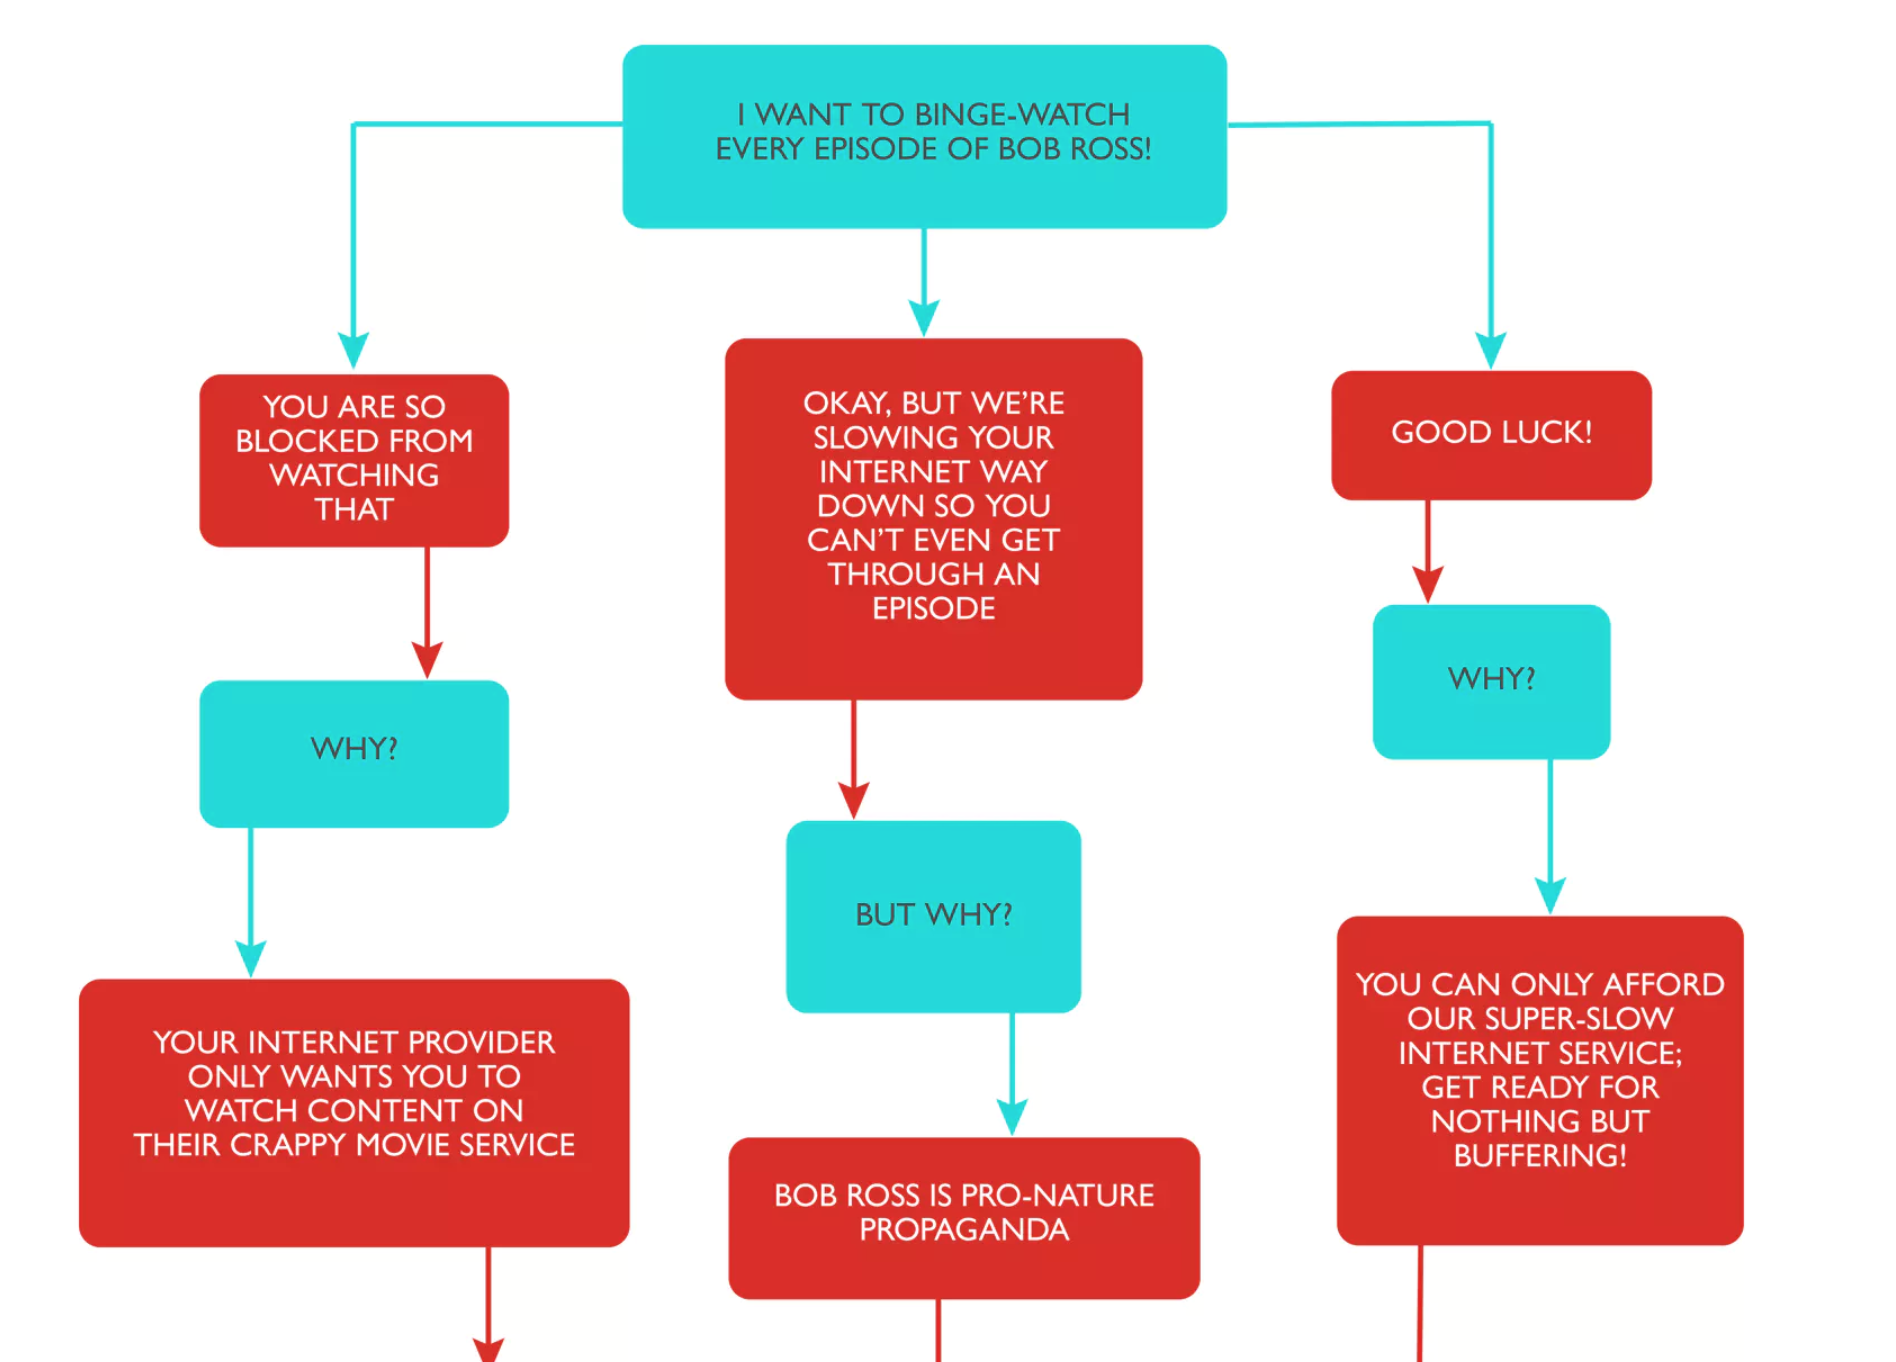 I WANT TO BINGE-WATCH
EVERY EPISODE OF BOB ROSS!
YOU ARE SO
BLOCKED FROM
WATCHING
THAT
WHY?
YOUR INTERNET PROVIDER
ONLY WANTS YOU TO
WATCH CONTENT ON
THEIR CRAPPY MOVIE SERVICE
OKAY, BUT WE’RE
SLOWING YOUR
INTERNET WAY
DOWN SO YOU
CAN’T EVEN GET
THROUGH AN
EPISODE
BUT WHY?
BOB ROSS IS PRO-NATURE
PROPAGANDA
GOOD LUCK!
WHY?
YOU CAN ONLY AFFORD
OUR SUPER-SLOW
INTERNET SERVICE;
GET READY FOR
NOTHING BUT
BUFFERING!